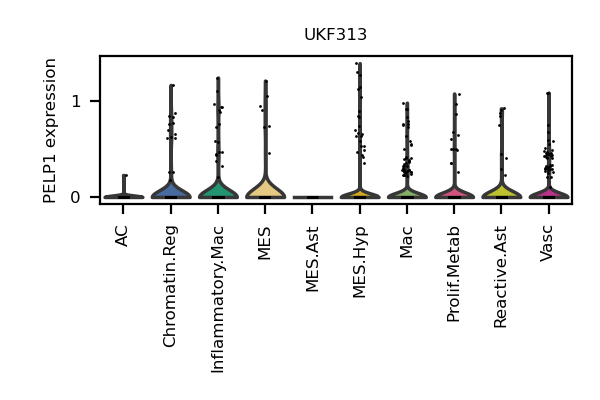 UKF313
PELP1 expression
1
0
AC
Chromatin.Reg
Inflammatory.Mac
MES
MES.Ast
MES.Hyp
Mac
Prolif.Metab
Reactive.Ast
Vasc